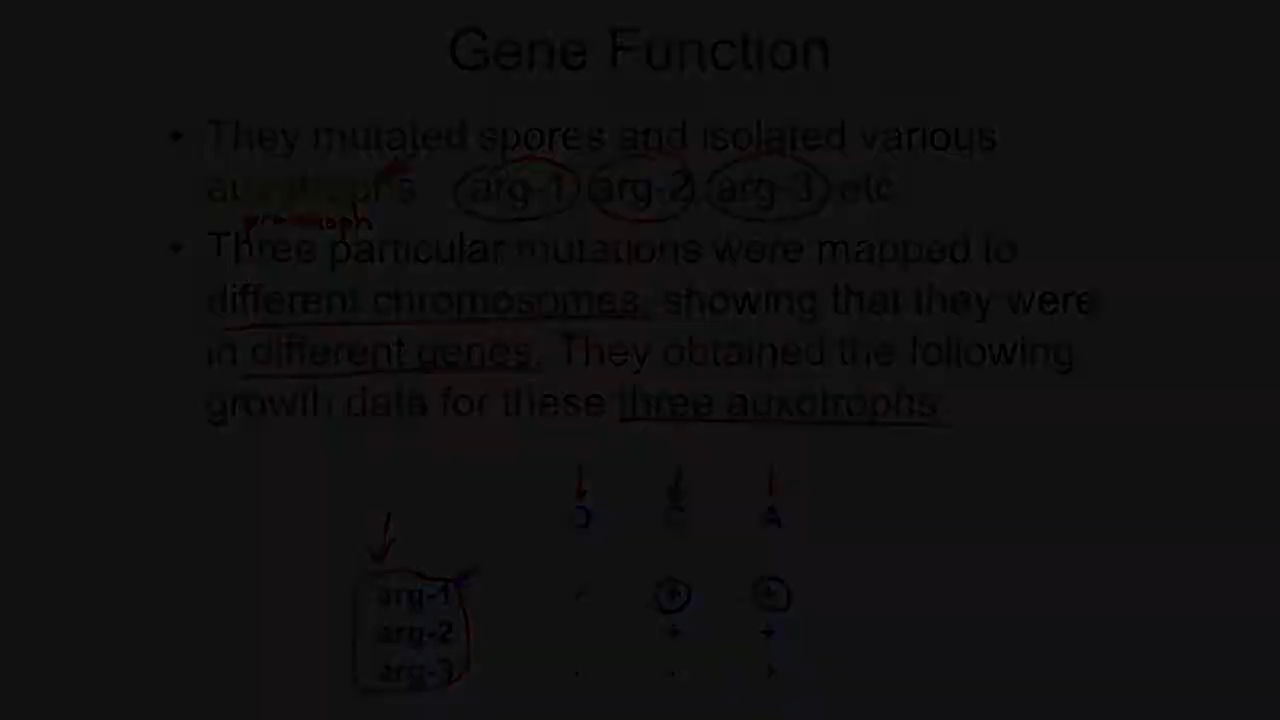 Gene Function
• They mutated spores and isolated various
auxotrophs arg-1, arg-2, arg-3, etc
• Three particular mutations were mapped to
different chromosomes, showing that they were
in different genes. They obtained the following
growth data for these three auxotrophs
O C A
arg-1 - + +
arg-2 + +
arg-3 - - +